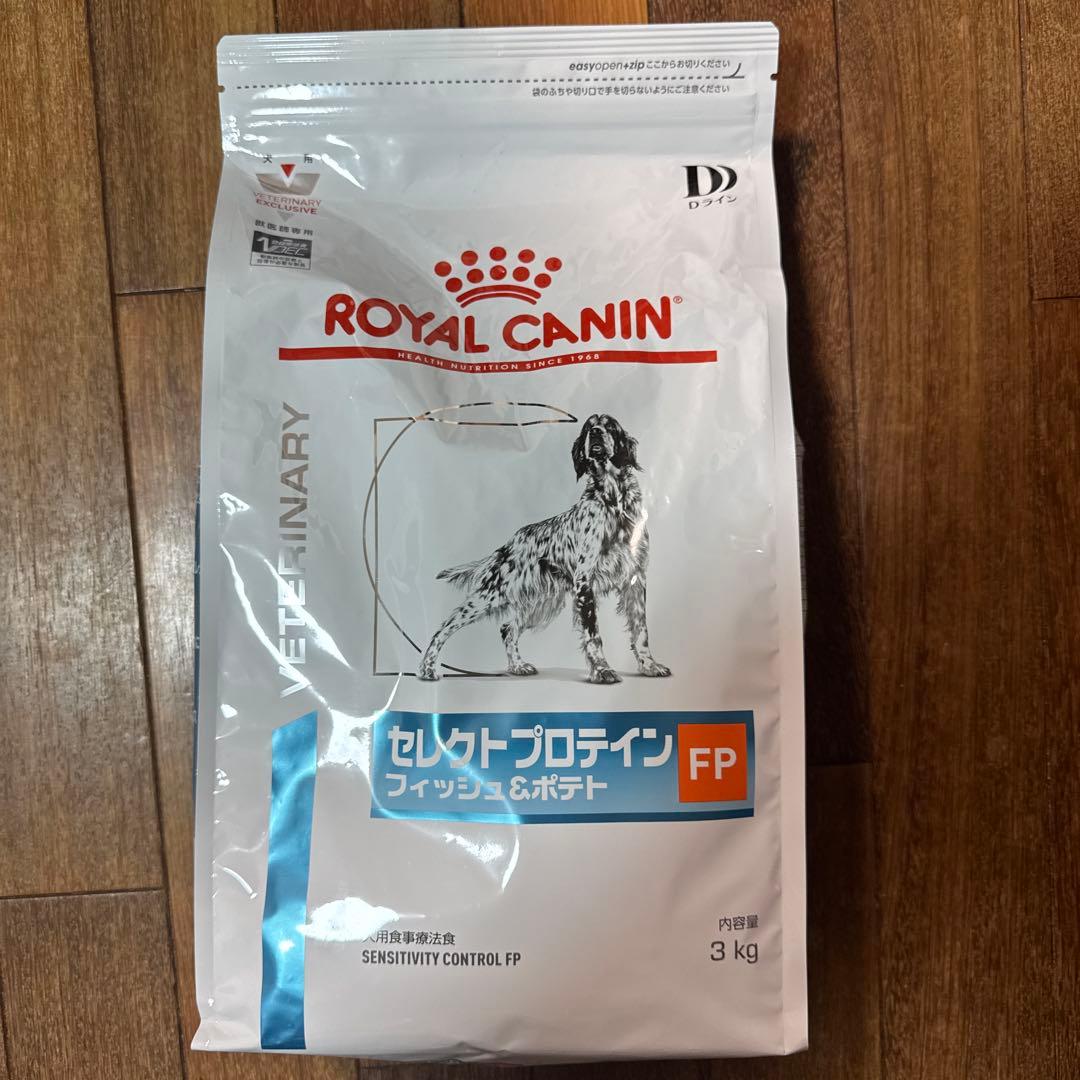 easyopen+zip ここからお切りください
袋のふちや切り口で手を切らないようにご注意ください
犬 用
VETERINARY
EXCLUSIVE
獣医師専用
DD
Dライン
ROYAL CANIN®
HEALTH NUTRITION SINCE 1968
VETERINARY
セレクトプロテイン
フィッシュ&ポテト
FP
犬用食事療法食
SENSITIVITY CONTROL FP
内容量
3 kg